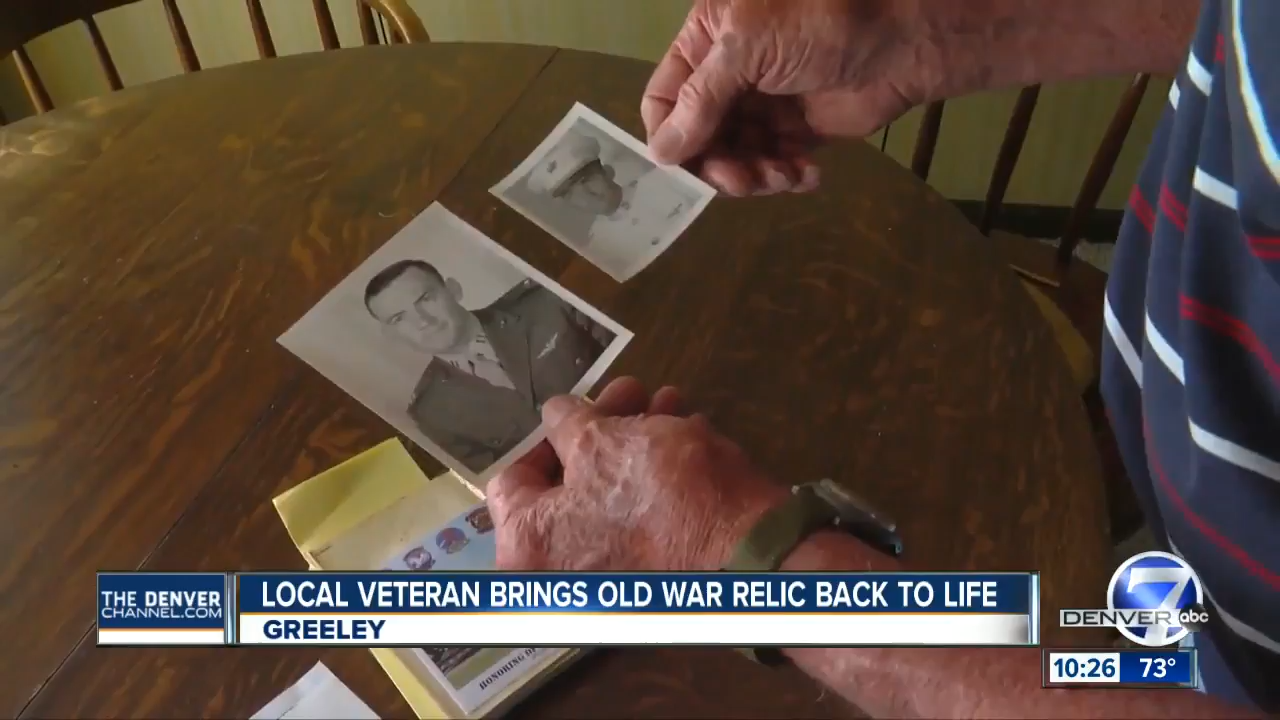 HONORING
THE DENVER
CHANNEL.COM
LOCAL VETERAN BRINGS OLD WAR RELIC BACK TO LIFE
GREELEY
DENVER 7 abc
10:26 73°